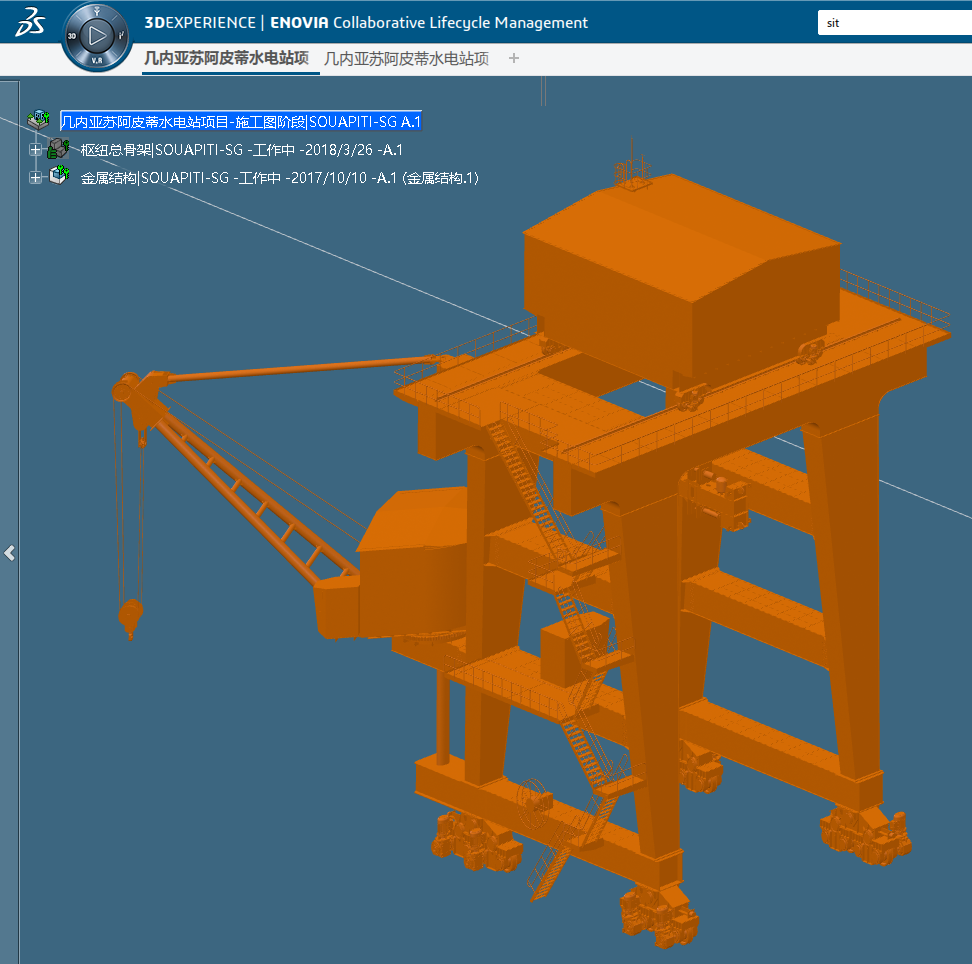 3DEXPERIENCE | ENOVIA Collaborative Lifecycle Management
sit
3D
V.R
几内亚苏阿皮蒂水电站项 几内亚苏阿皮蒂水电站项 +
几内亚苏阿皮蒂水电站项目-施工图阶段|SOUAPITI-SG A.1
枢纽总骨架|SOUAPITI-SG -工作中 -2018/3/26 -A.1
金属结构|SOUAPITI-SG -工作中 -2017/10/10 -A.1 (金属结构.1)